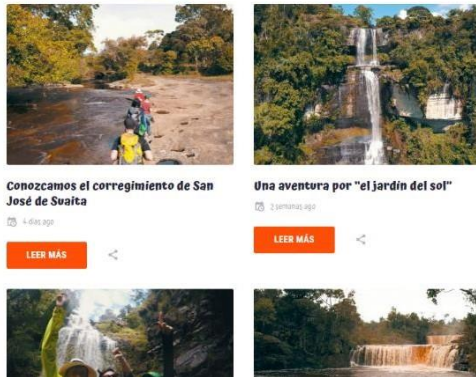 Conozcamos el corregimiento de San
José de Suaita
4 días ago
LEER MÁS
Una aventura por "el jardín del sol"
2 semanas ago
LEER MÁS